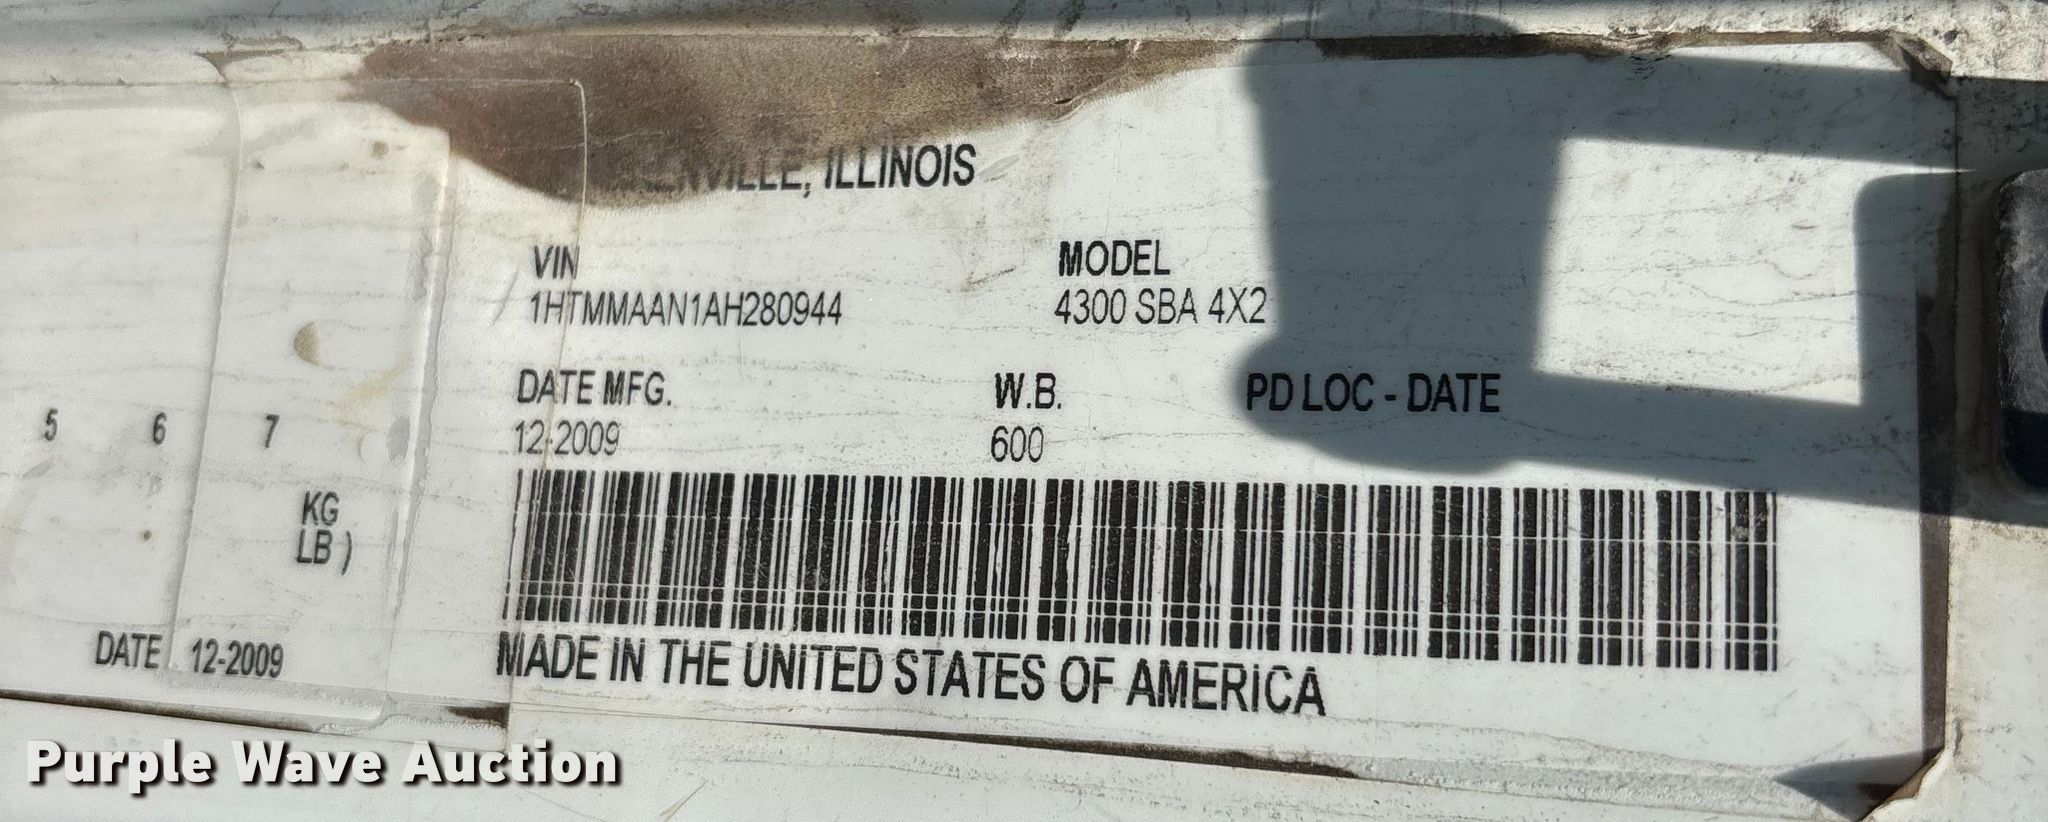 ILLINOIS
VIN
1HTMMAAN1AH280944
MODEL
4300 SBA 4X2
DATE MFG.
12-2009
W.B.
600
PD LOC - DATE
5 6 7
KG
LB )
DATE 12-2009
MADE IN THE UNITED STATES OF AMERICA
Purple Wave Auction